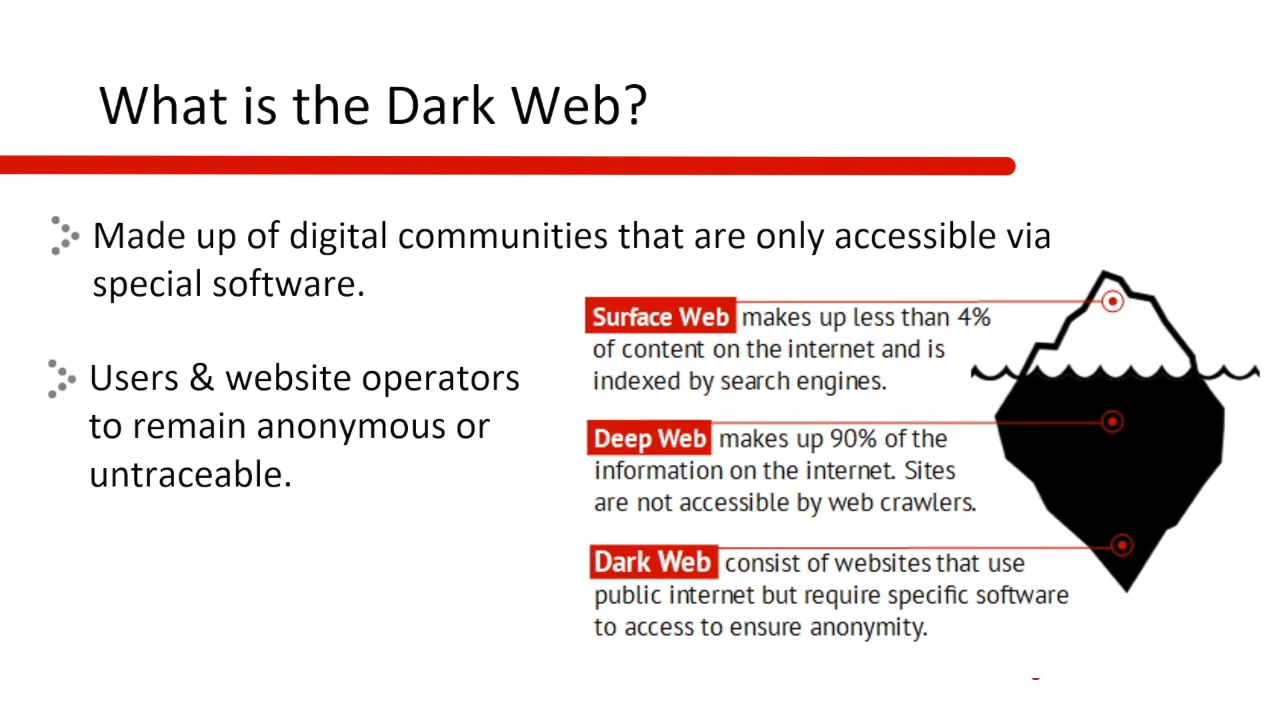 What is the Dark Web?
Made up of digital communities that are only accessible via
special software.
Users & website operators
to remain anonymous or
untraceable.
Surface Web makes up less than 4%
of content on the internet and is
indexed by search engines.
Deep Web makes up 90% of the
information on the internet. Sites
are not accessible by web crawlers.
Dark Web consist of websites that use
public internet but require specific software
to access to ensure anonymity.